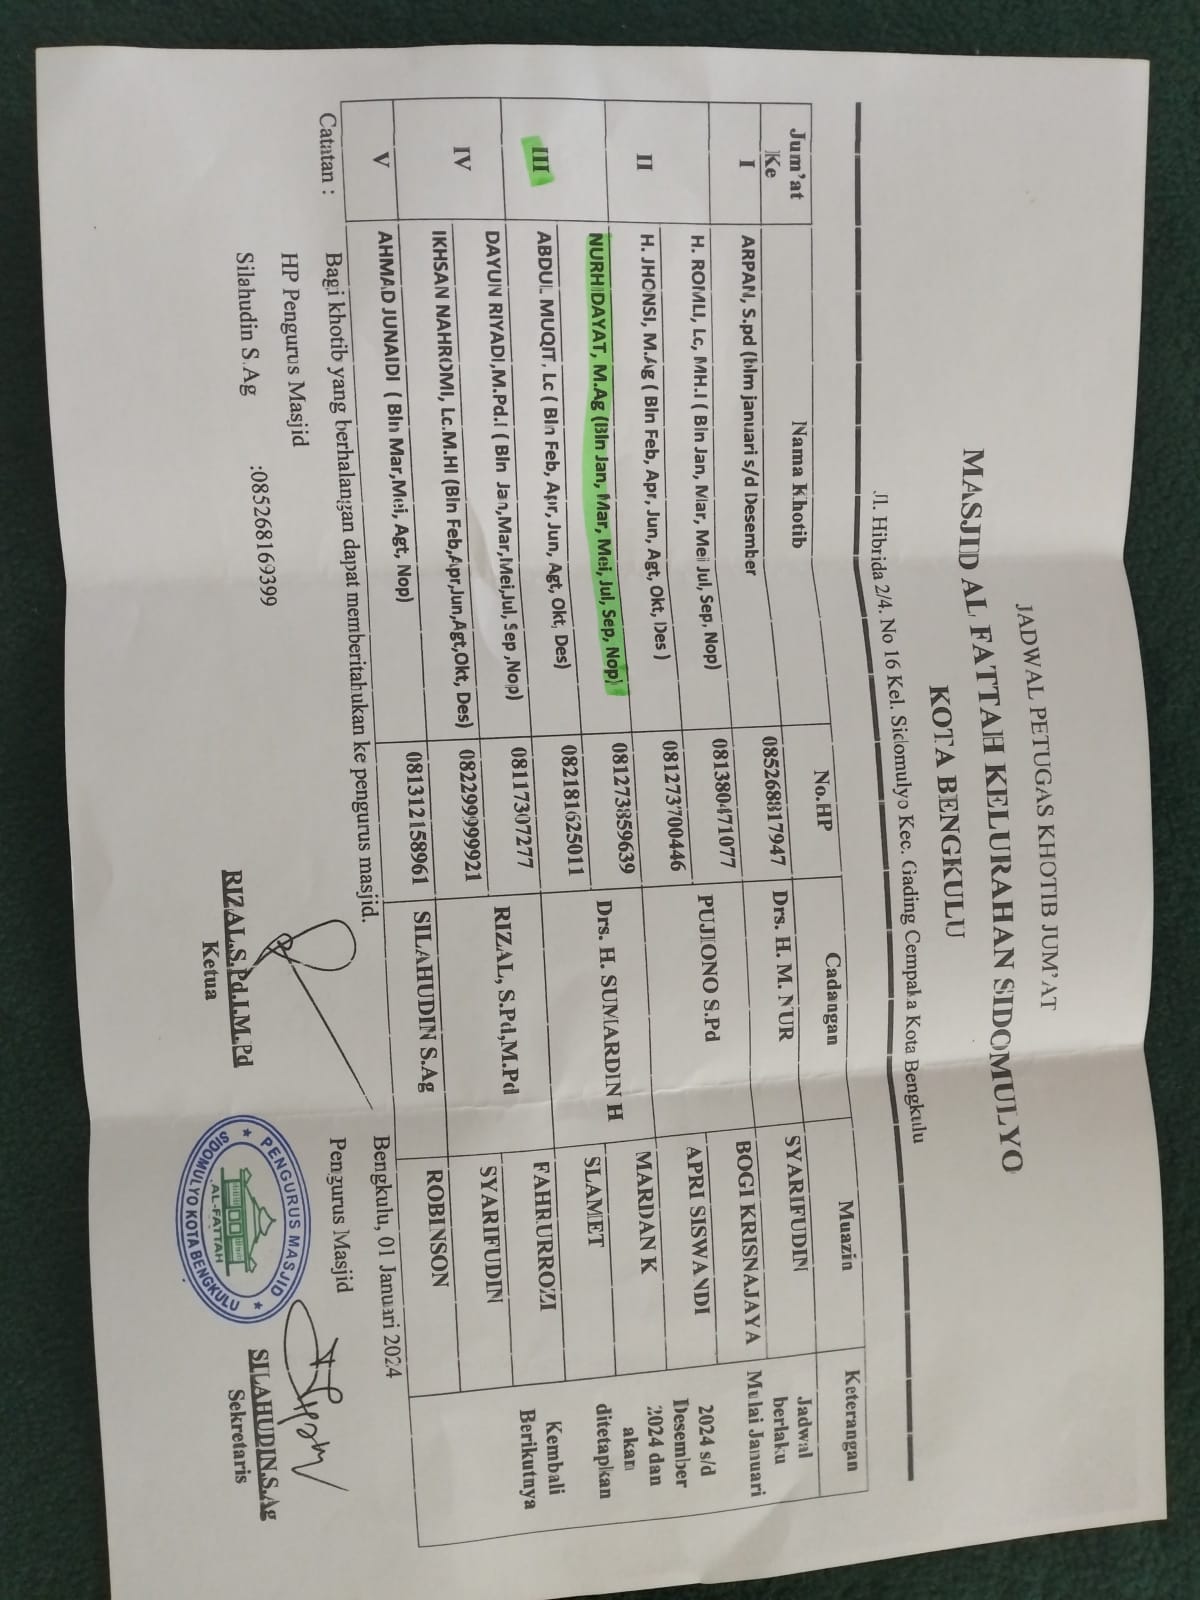 JADWAL PETUGAS KHOTIB JUM'AT
MASJID AL FATTAH KELURAHAN SIDOMULYO
KOTA BENGKULU
Jl. Hibrida 2/4. No 16 Kel. Sidomulyo Kec. Gading Cempaka Kota Bengkulu
Jum'at Ke Nama Khotib No.HP Cadangan Muazin Keterangan
I ARPAN, S.pd (blm januari s/d Desember 085268817947 Drs. H. M. NUR SYARIFUDIN
BOGI KRISNAJAYA
II H. ROMLI, Lc, MH.I ( Bln Jan, Mar, Mei Jul, Sep, Nop) 081380471077 PUJIONO S.Pd APRI SISWANDI
H. JHONSI, M.Ag ( Bln Feb, Apr, Jun, Agt, Okt, Des ) 081273700446 MARDAN K
III NURHIDAYAT, M.Ag (Bln Jan, Mar, Mei, Jul, Sep, Nop) 081273859639 Drs. H. SUMARDIN H SLAMET
ABDUL MUQIT, Lc ( Bln Feb, Apr, Jun, Agt, Okt, Des) 082181625011 FAHRURROZI
IV DAYUN RIYADI,M.Pd.I ( Bln Jan,Mar,Mei,Jul, Sep ,Nop) 08117307277 RIZAL, S.Pd,M.Pd SYARIFUDIN
IKHSAN NAHROMI, Lc.M.HI (Bln Feb,Apr,Jun,Agt,Okt, Des) 082299999921
V AHMAD JUNAIDI ( Bln Mar,Mei, Agt, Nop) 081312158961 SILAHUDIN S.Ag ROBINSON
Jadwal
berlaku
Mulai Januari
2024 s/d
Desember
2024 dan
akan
ditetapkan
Kembali
Berikutnya
Catatan : Bagi khotib yang berhalangan dapat memberitahukan ke pengurus masjid.
HP Pengurus Masjid
Silahudin S.Ag :085268169399
Bengkulu, 01 Januari 2024
Pengurus Masjid
RIZAL.S.Pd.I.M.Pd
Ketua
PENGURUS MASJID
AL-FATTAH
SIDOMULYO KOTA BENGKULU
SILAHUDIN.S.Ag
Sekretaris